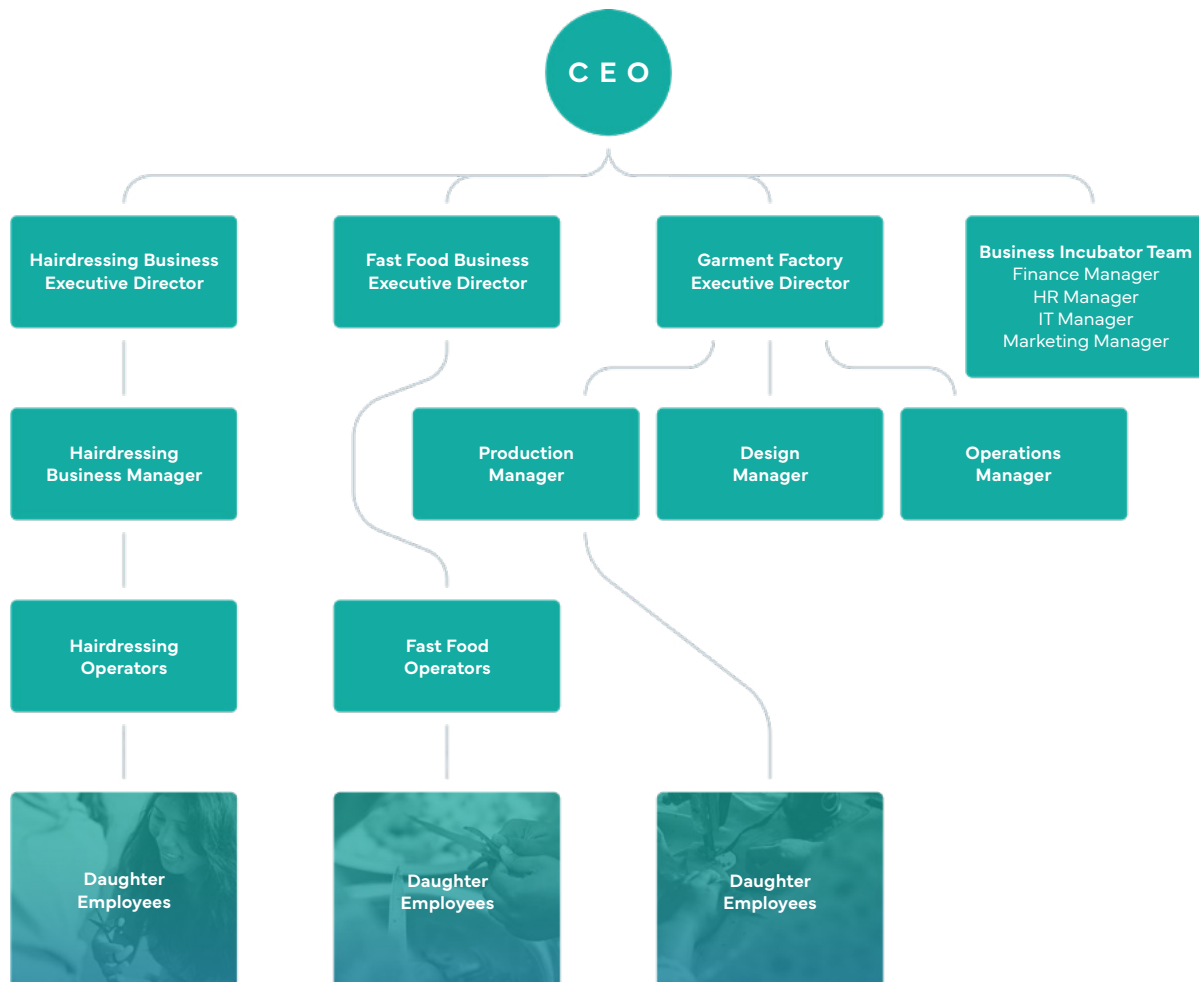 CEO
Hairdressing Business
Executive Director
Fast Food Business
Executive Director
Garment Factory
Executive Director
Business Incubator Team
Finance Manager
HR Manager
IT Manager
Marketing Manager
Hairdressing
Business Manager
Production
Manager
Design
Manager
Operations
Manager
Hairdressing
Operators
Fast Food
Operators
Daughter
Employees
Daughter
Employees
Daughter
Employees